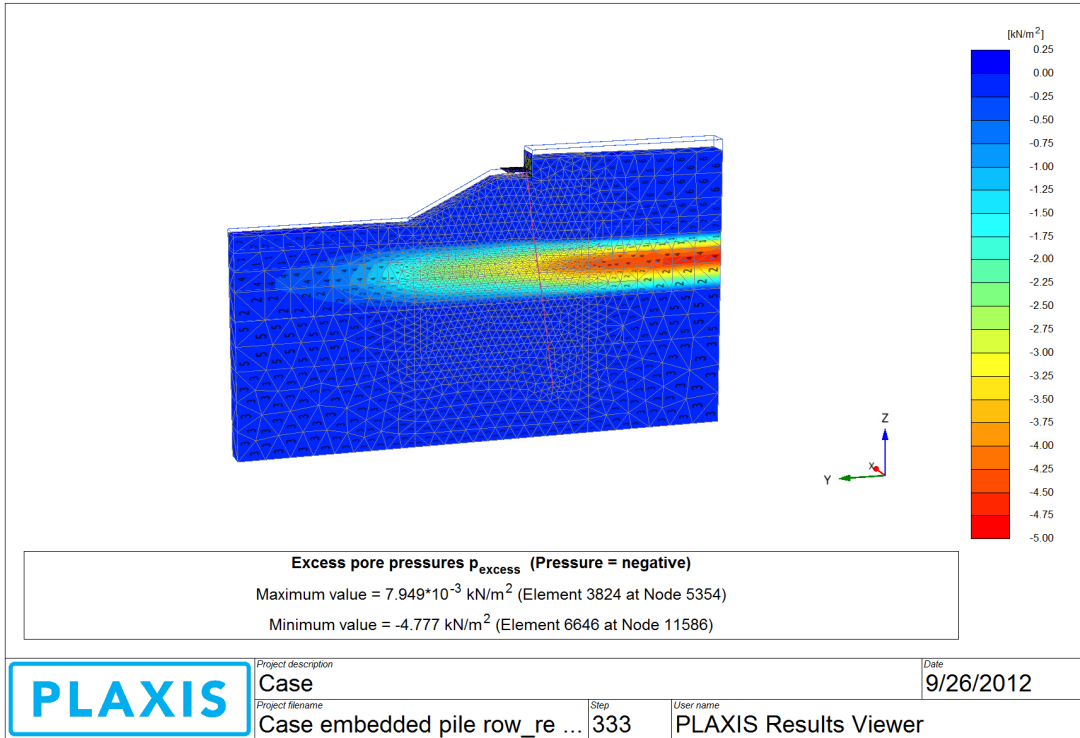 [kN/m²]
0.25
0.00
-0.25
-0.50
-0.75
-1.00
-1.25
-1.50
-1.75
-2.00
-2.25
-2.50
-2.75
-3.00
-3.25
-3.50
-3.75
-4.00
-4.25
-4.50
-4.75
-5.00
Z
X
Y
Excess pore pressures p_excess (Pressure = negative)
Maximum value = 7.949*10⁻³ kN/m² (Element 3824 at Node 5354)
Minimum value = -4.777 kN/m² (Element 6646 at Node 11586)
PLAXIS
Project description
Case
Date
9/26/2012
Project filename
Case embedded pile row_re ...
Step
333
User name
PLAXIS Results Viewer